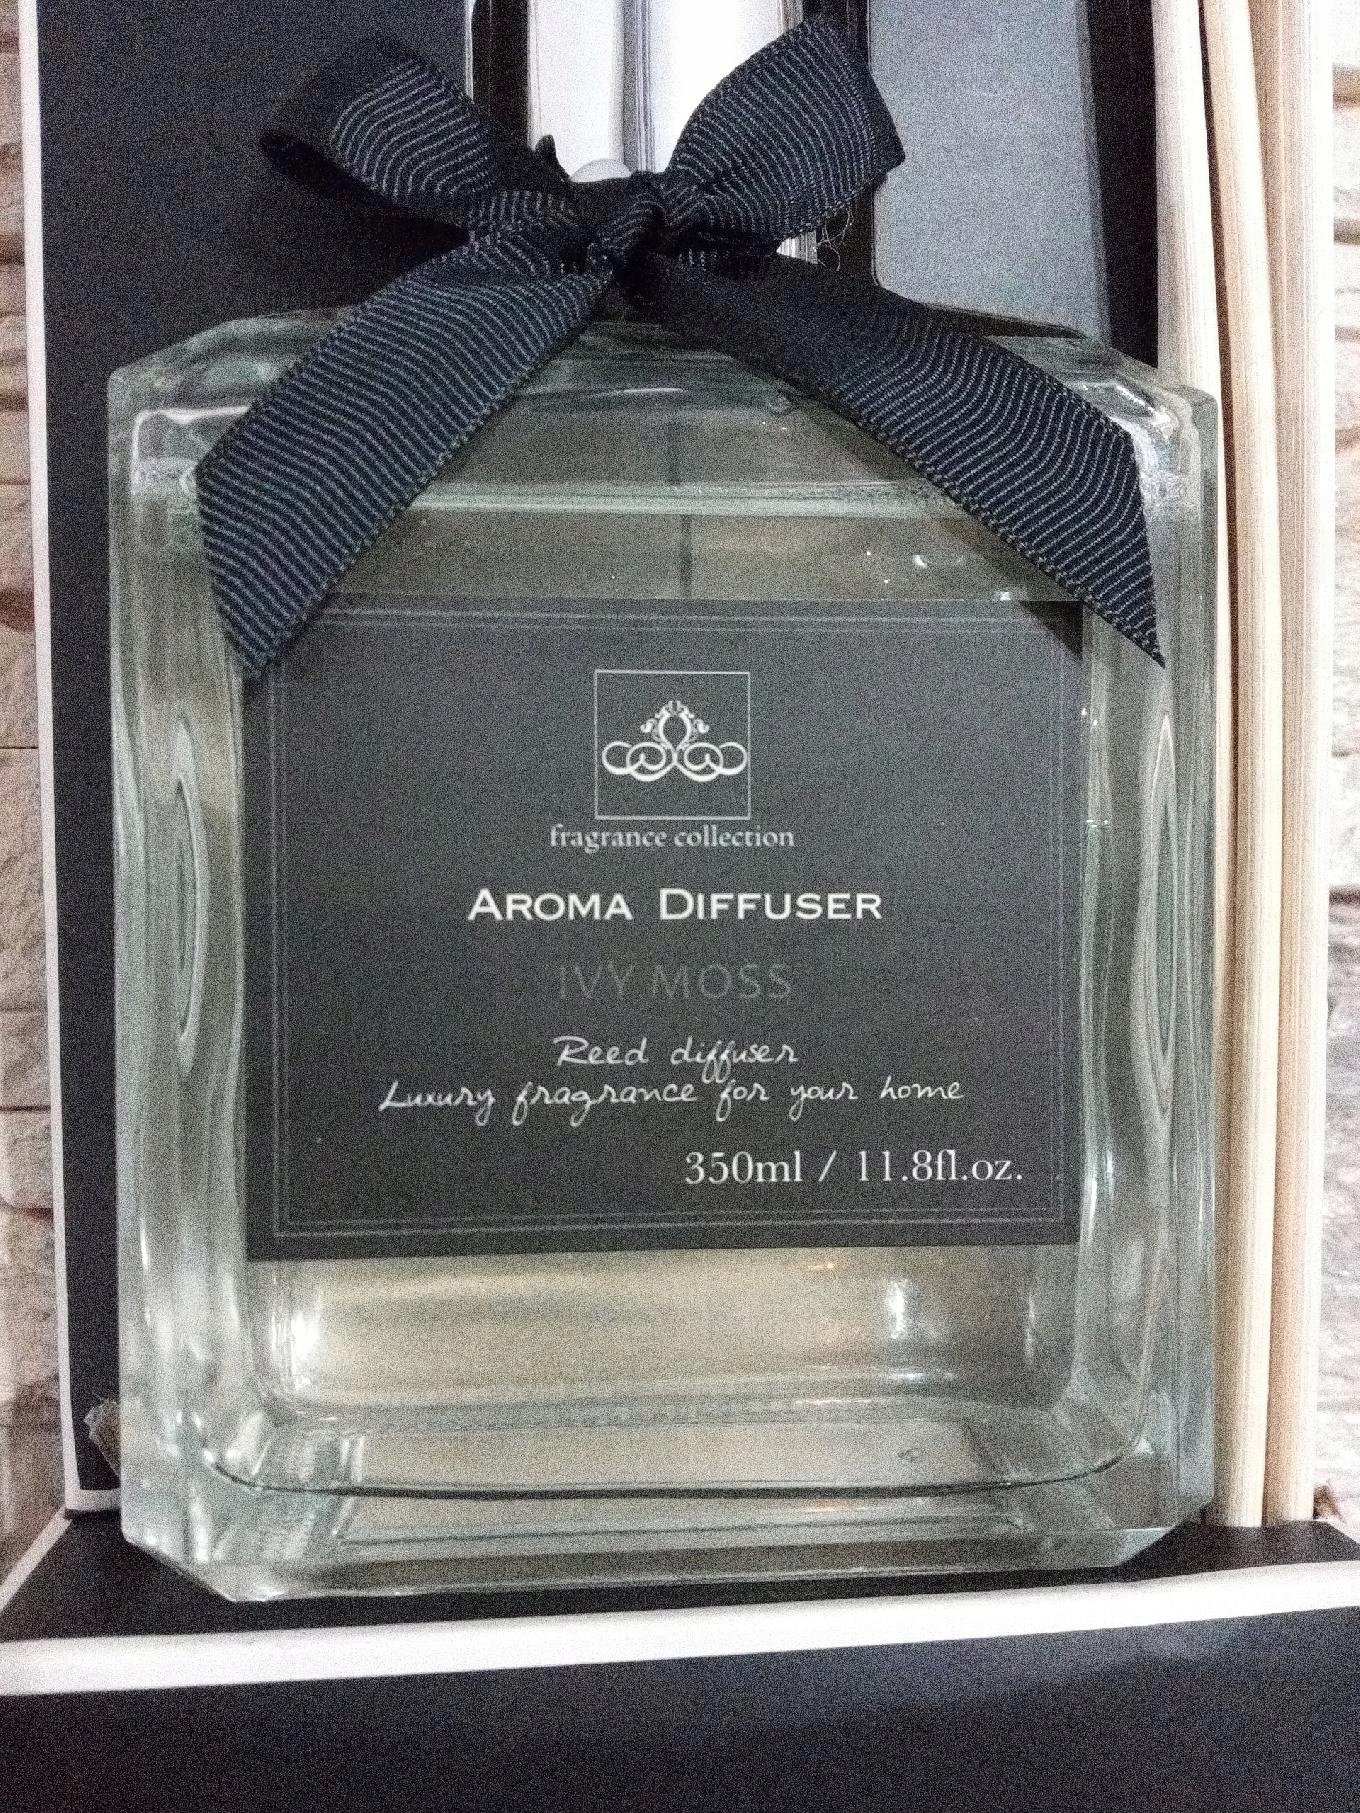 fragrance collection
AROMA DIFFUSER
IVY MOSS
Reed diffuser
Luxury fragrance for your home
350ml / 11.8fl.oz.